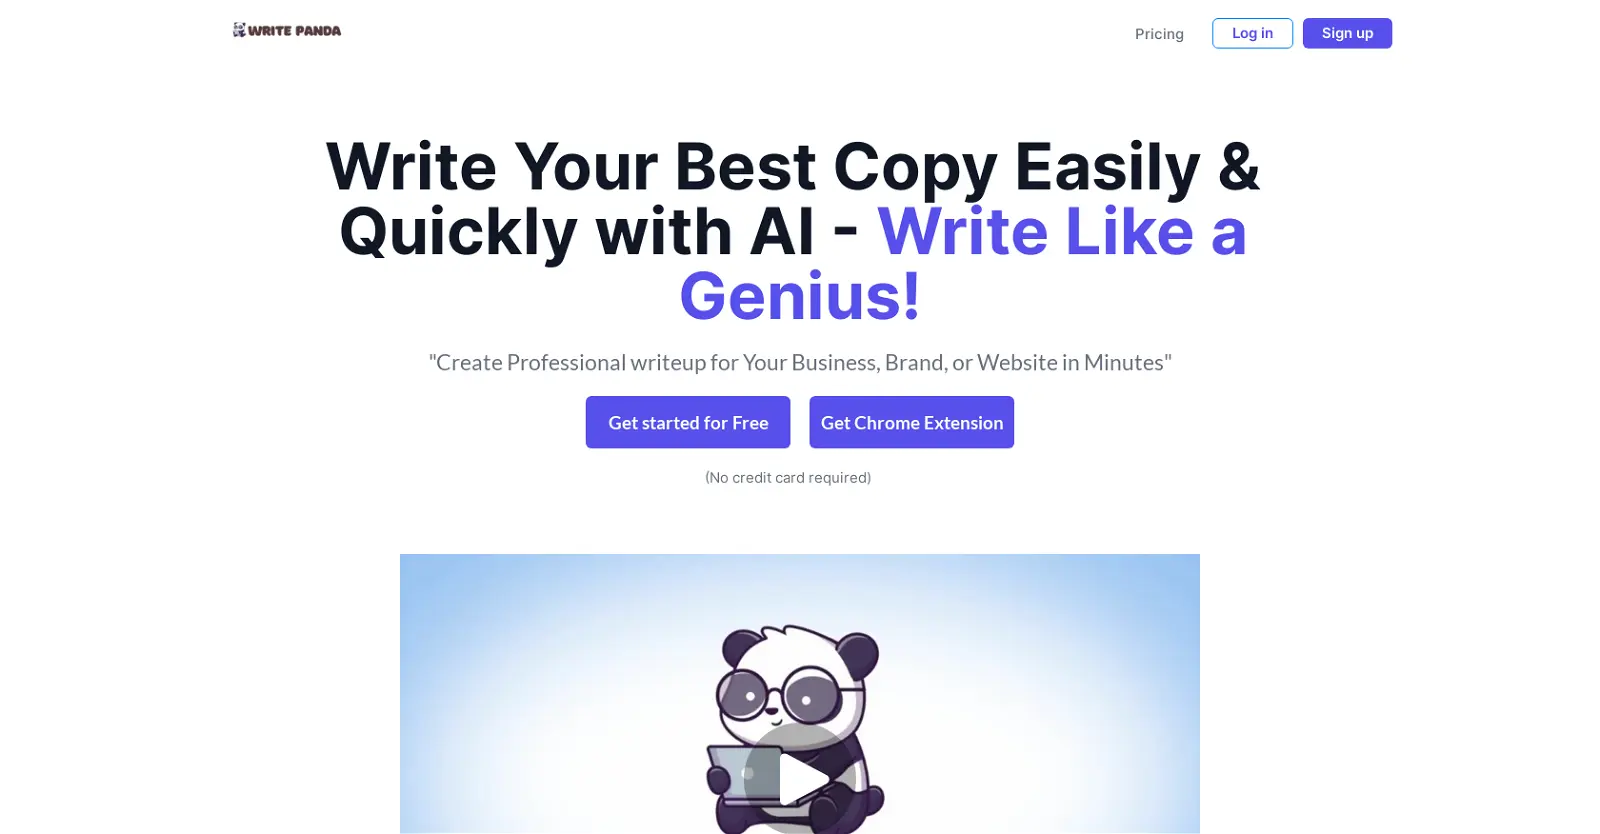 WRITE PANDA
Pricing
Log in
Sign up
Write Your Best Copy Easily &
Quickly with AI - Write Like a
Genius!
"Create Professional writeup for Your Business, Brand, or Website in Minutes"
Get started for Free
Get Chrome Extension
(No credit card required)